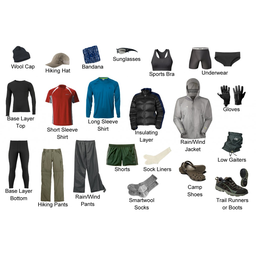 Wool Cap
Hiking Hat
Bandana
Sunglasses
Sports Bra
Underwear
Base Layer
Top
Short Sleeve
Shirt
Long Sleeve
Shirt
Insulating
Layer
Rain/Wind
Jacket
Gloves
Low Gaiters
Base Layer
Bottom
Hiking Pants
Rain/Wind
Pants
Shorts
Sock Liners
Smartwool
Socks
Camp
Shoes
Trail Runners
or Boots